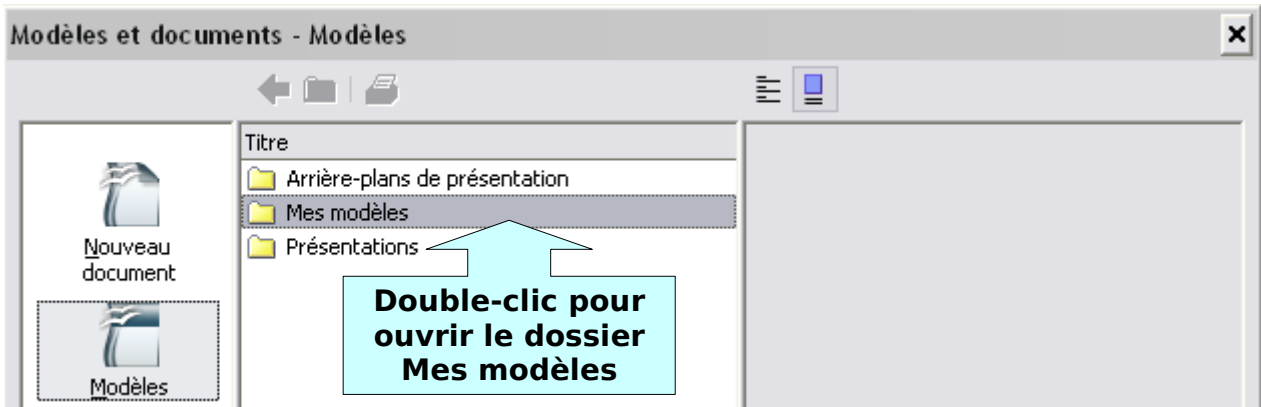 Modèles et documents - Modèles
Titre
Arrière-plans de présentation
Mes modèles
Présentations
Nouveau
document
Modèles
Double-clic pour
ouvrir le dossier
Mes modèles